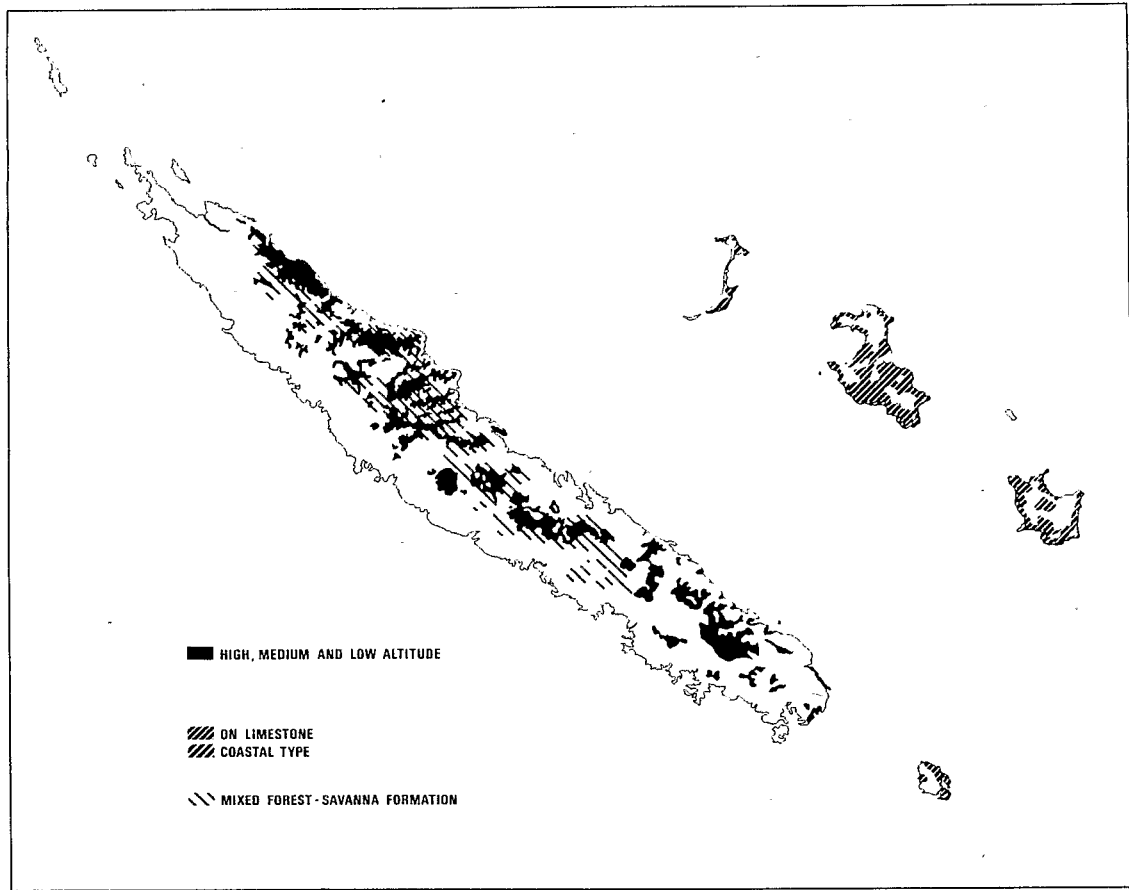 HIGH, MEDIUM AND LOW ALTITUDE
ON LIMESTONE
COASTAL TYPE
MIXED FOREST-SAVANNA FORMATION